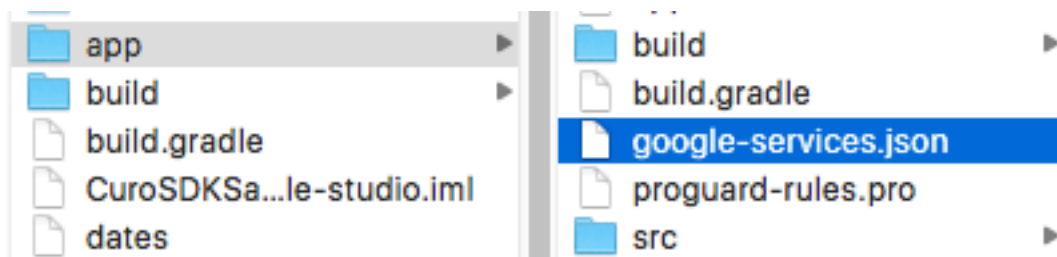 app
build
build.gradle
CuroSDKSa...le-studio.iml
dates
build
build.gradle
google-services.json
proguard-rules.pro
src